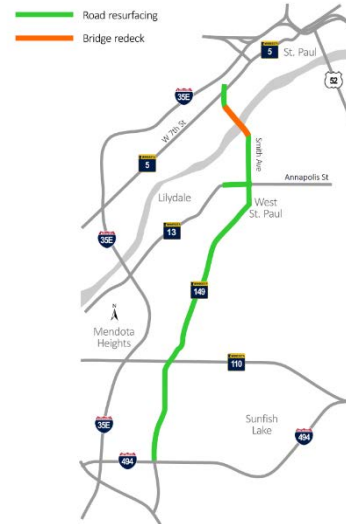 Road resurfacing
Bridge redeck
5
St. Paul
52
35E
W 7th St
Smith Ave
5
Annapolis St
Lilydale
West
St. Paul
13
35E
149
N
Mendota
Heights
110
35E
Sunfish
Lake
494
494